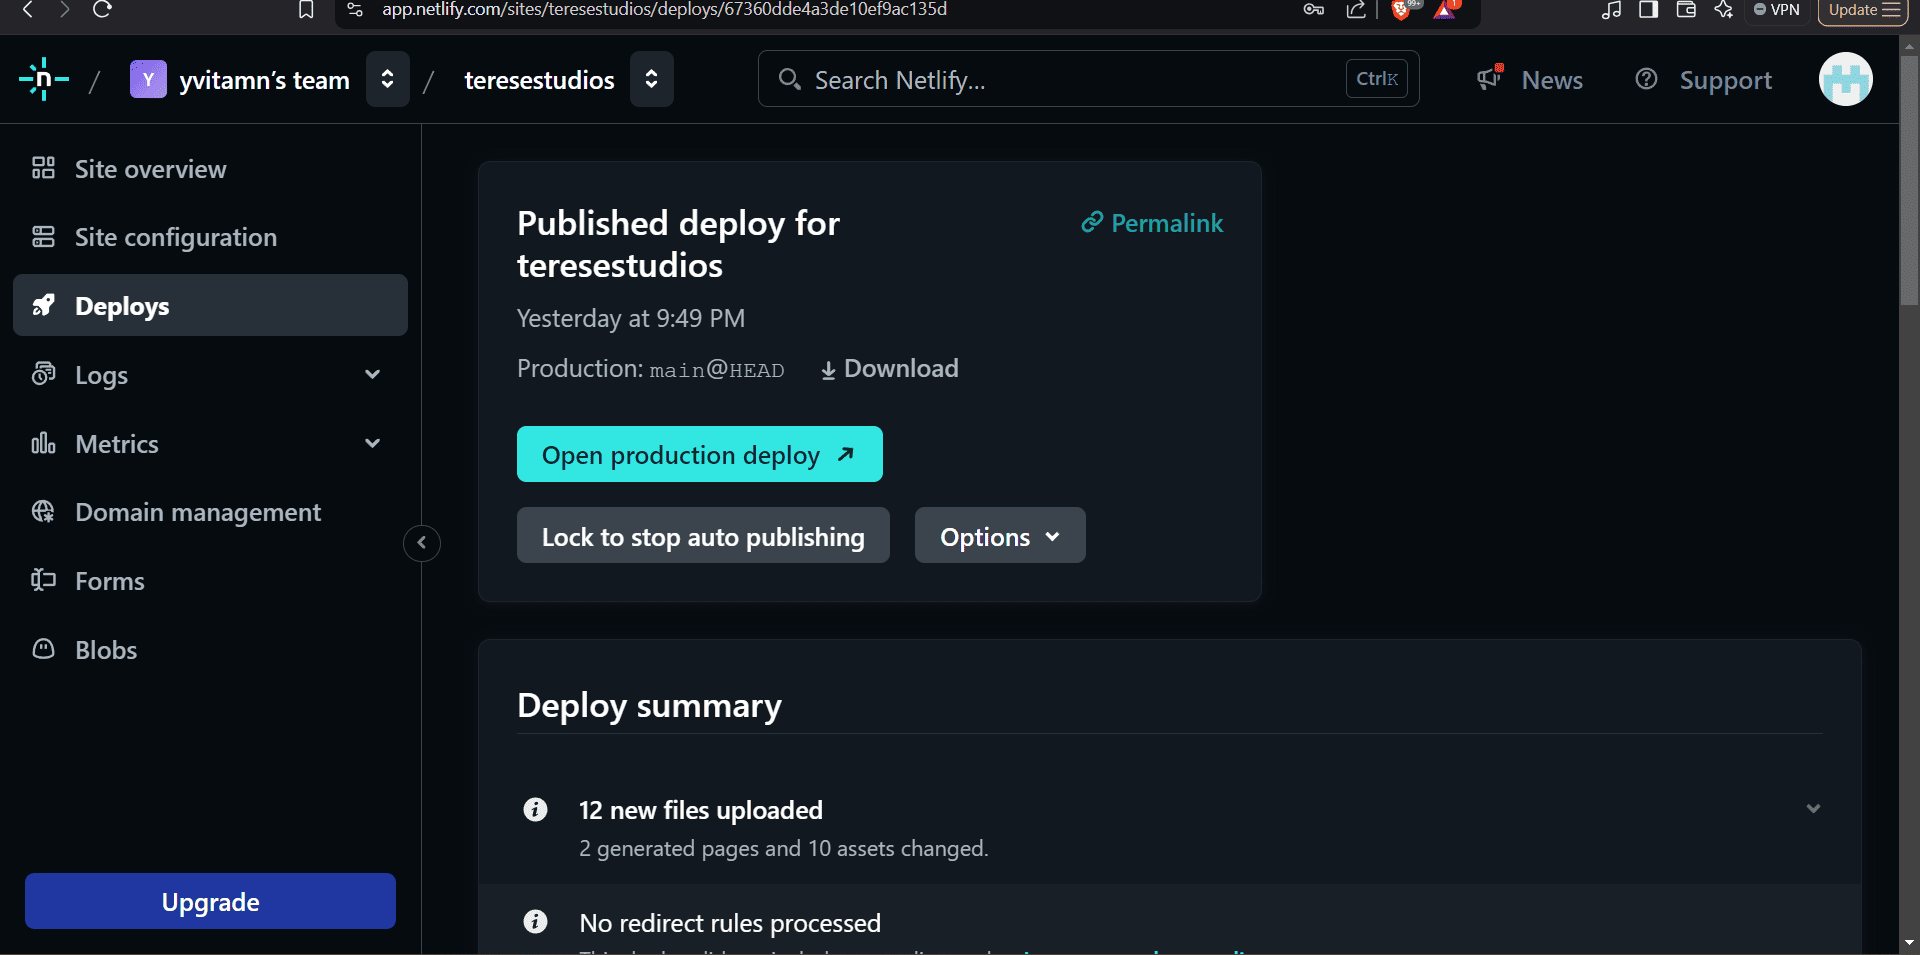 app.netlify.com/sites/teresestudios/deploys/67360dde4a3de10ef9ac135d
99+
1
VPN
Update
n / Y yvitamn's team / teresestudios
Search Netlify...
Ctrl K
News
Support
Site overview
Site configuration
Deploys
Logs
Metrics
Domain management
Forms
Blobs
Upgrade
Published deploy for
teresestudios
Permalink
Yesterday at 9:49 PM
Production: main@HEAD
Download
Open production deploy
Lock to stop auto publishing
Options
Deploy summary
12 new files uploaded
2 generated pages and 10 assets changed.
No redirect rules processed